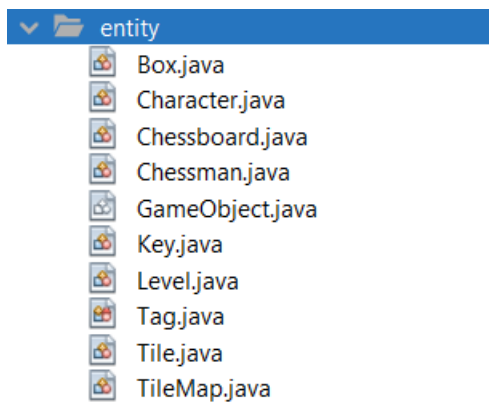 entity
Box.java
Character.java
Chessboard.java
Chessman.java
GameObject.java
Key.java
Level.java
Tag.java
Tile.java
TileMap.java